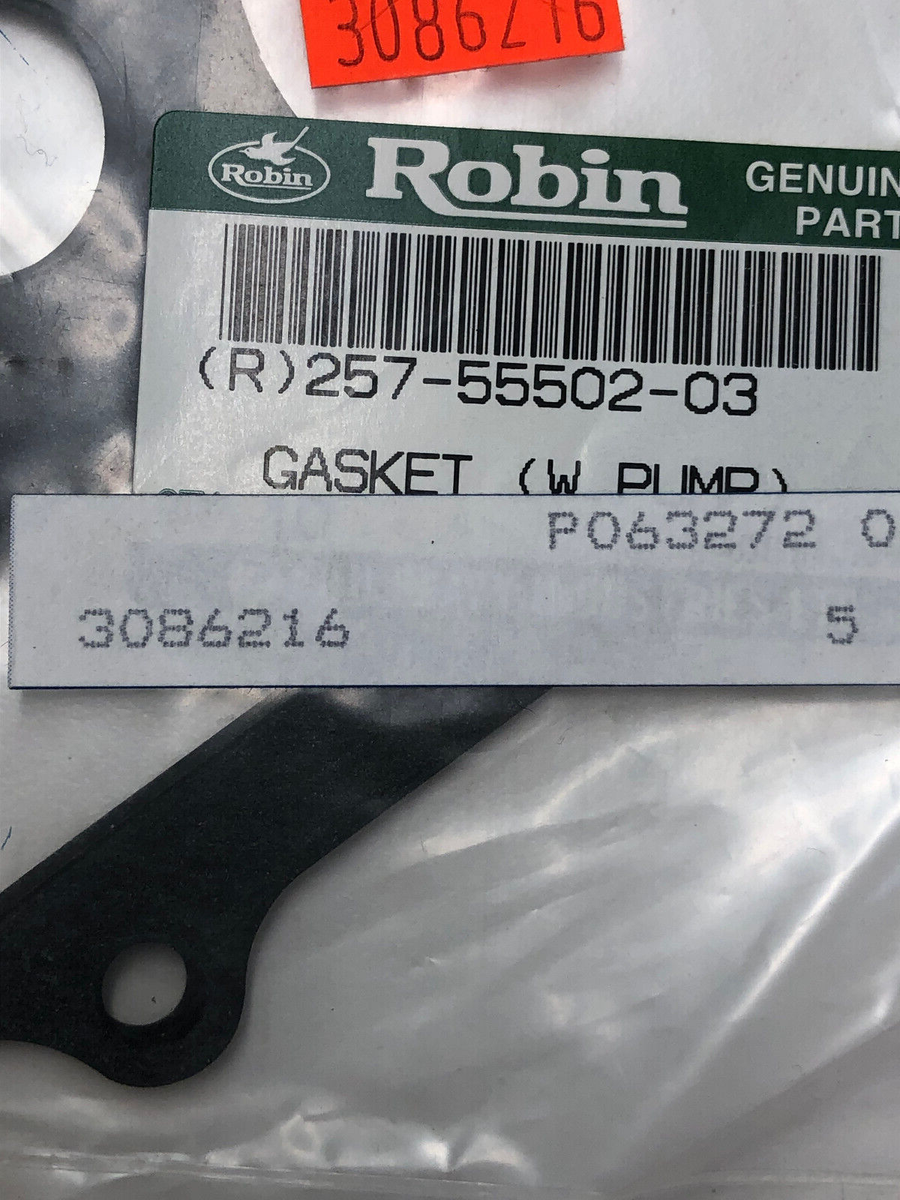 3086216
Robin
Robin
GENUIN
PART
(R)257-55502-03
GASKET (W PUMP)
P063272 0
3086216 5